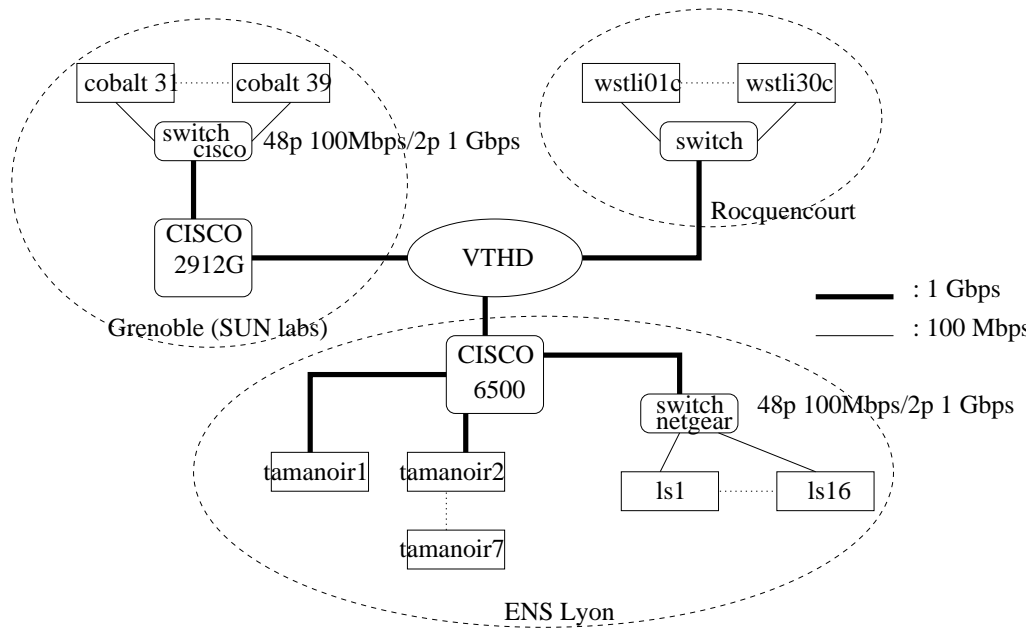 cobalt 31
cobalt 39
switch
cisco
48p 100Mbps/2p 1 Gbps
CISCO
2912G
Grenoble (SUN labs)
wstli01c
wstli30c
switch
Rocquencourt
VTHD
: 1 Gbps
: 100 Mbps
CISCO
6500
switch
netgear
48p 100Mbps/2p 1 Gbps
tamanoir1
tamanoir2
ls1
ls16
tamanoir7
ENS Lyon